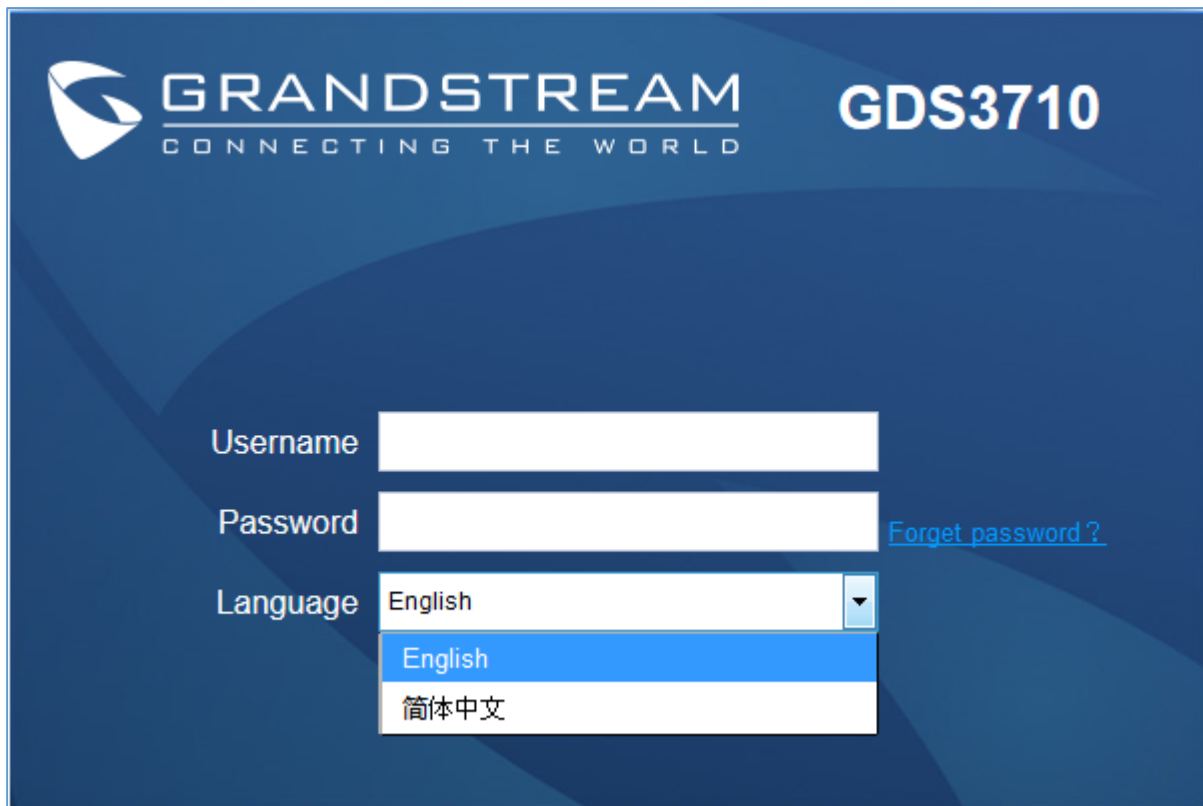 GRANDSTREAM
CONNECTING THE WORLD
GDS3710
Username
Password
Forget password？
Language
English
English
简体中文